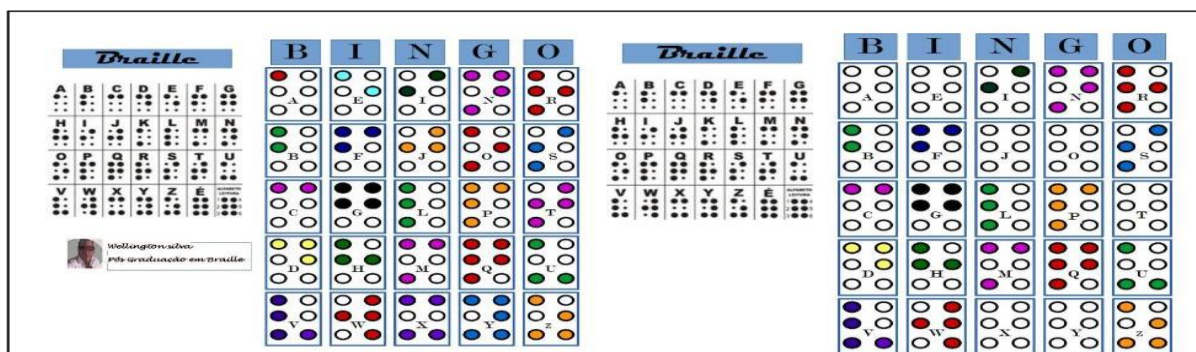 Braille
A B C D E F G
H I J K L M N
O P Q R S T U
V W X Y Z É
Wellington silva
Pós Graduação em Braille
B I N G O
A E I N R
B F J O S
C G L P T
D H M Q U
V W X Y Z
Braille
A B C D E F G
H I J K L M N
O P Q R S T U
V W X Y Z É
B I N G O
A E I N R
B F J O S
C G L P T
D H M Q U
V W X Y Z